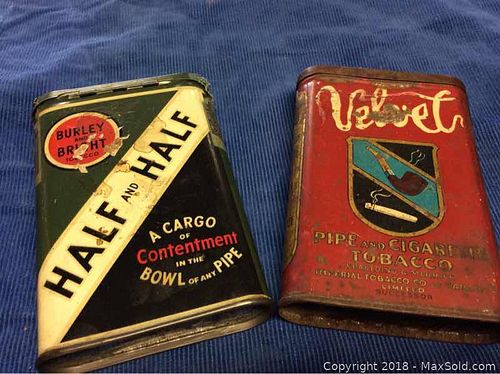 BURLEY
AND
BRIGHT
TOBACCO
HALF AND HALF
A CARGO
OF
Contentment
IN THE
BOWL OF ANY PIPE
Velvet
PIPE AND CIGARETTE
TOBACCO
IMPERIAL TOBACCO CO
LIMITED
SUCCESSOR
Copyright © 2018 - MaxSold.com